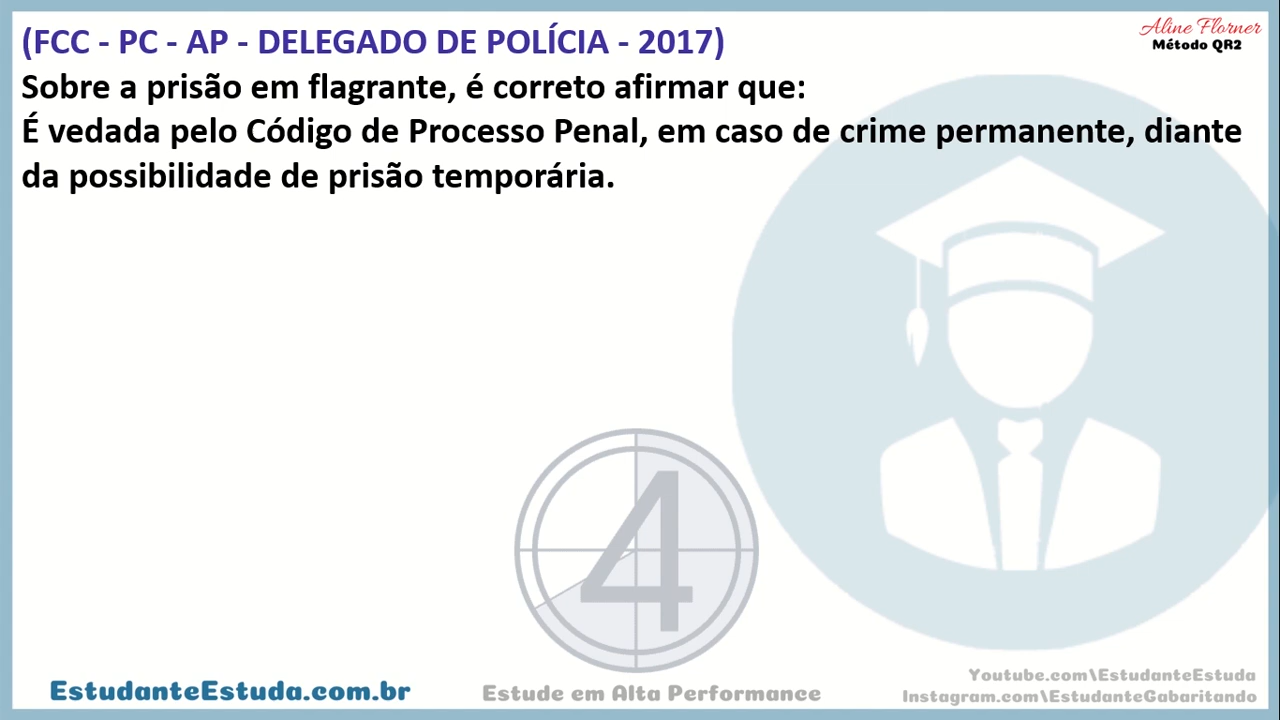 (FCC - PC - AP - DELEGADO DE POLÍCIA - 2017)
Aline Florner
Método QR2
Sobre a prisão em flagrante, é correto afirmar que:
É vedada pelo Código de Processo Penal, em caso de crime permanente, diante
da possibilidade de prisão temporária.
4
EstudanteEstuda.com.br
Estude em Alta Performance
Youtube.com\EstudanteEstuda
Instagram.com\EstudanteGabaritando